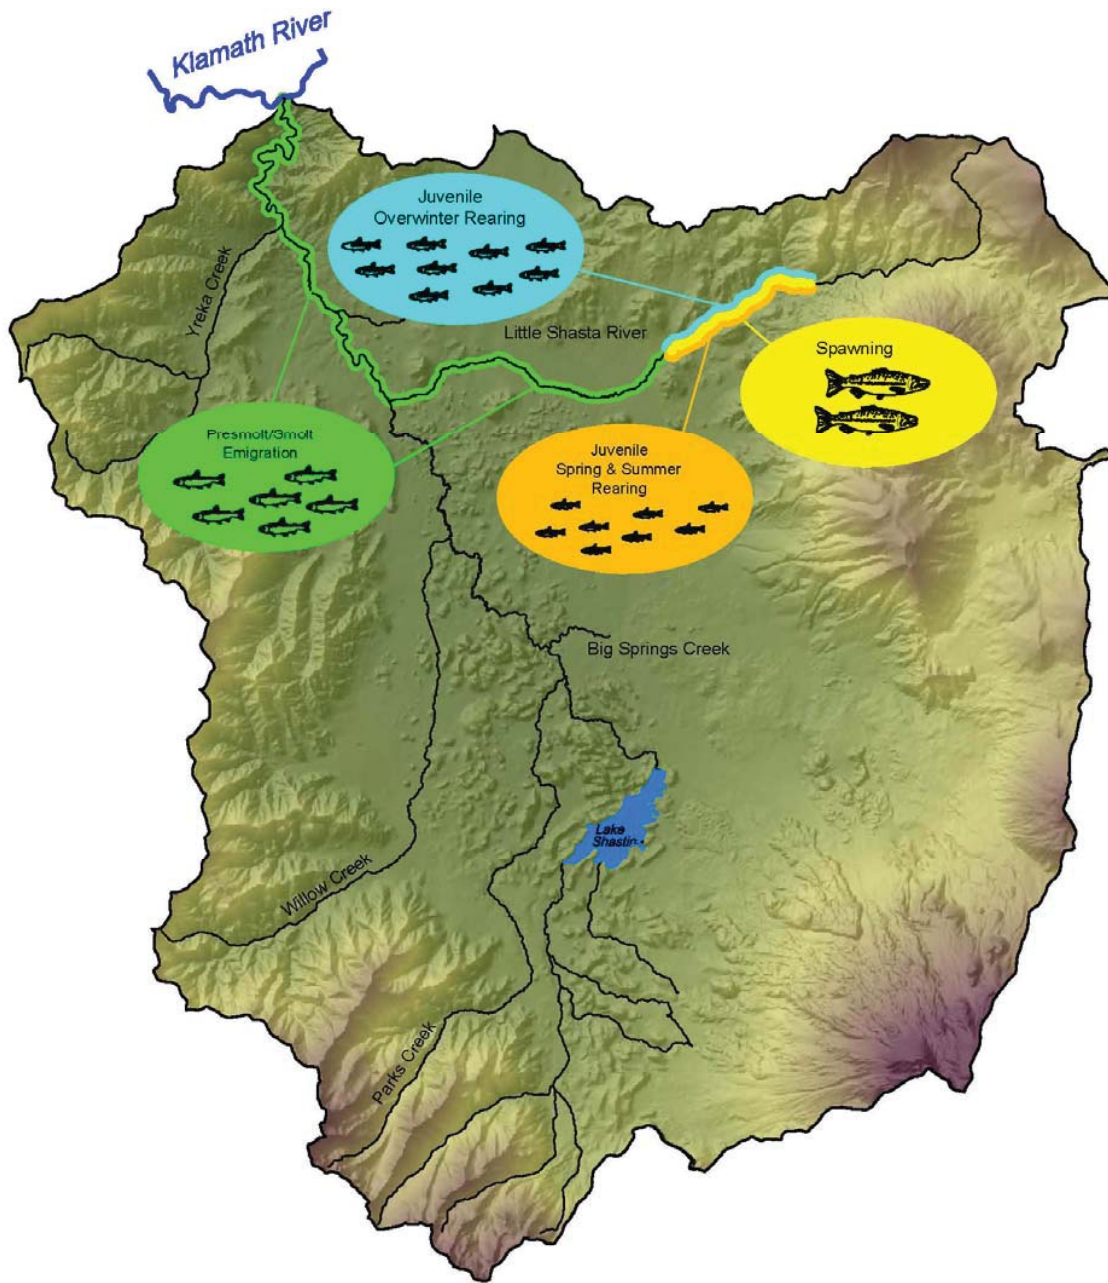 Klamath River
Juvenile
Overwinter Rearing
Yreka Creek
Little Shasta River
Spawning
Presmolt/Smolt
Emigration
Juvenile
Spring & Summer
Rearing
Big Springs Creek
Lake
Shastin
Willow Creek
Parks Creek